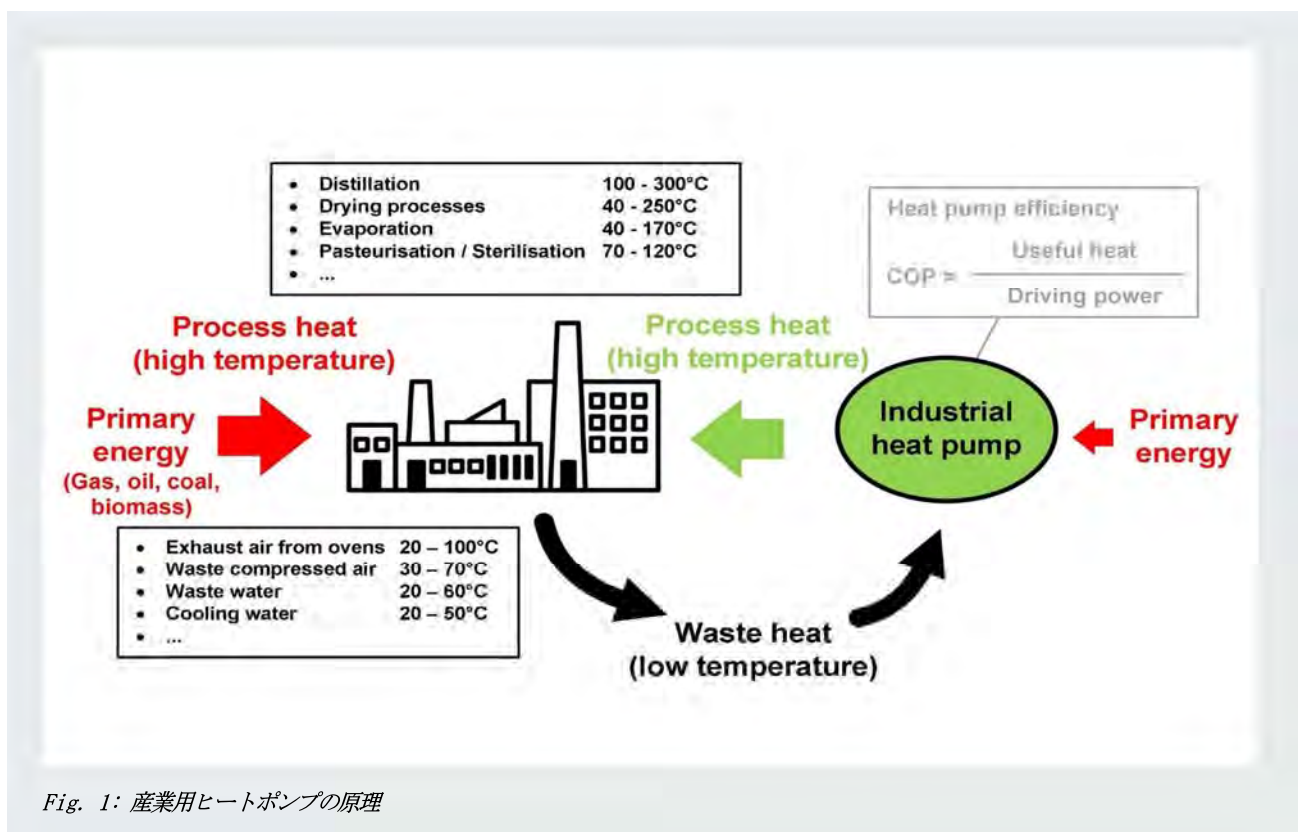 • Distillation 100 - 300°C
• Drying processes 40 - 250°C
• Evaporation 40 - 170°C
• Pasteurisation / Sterilisation 70 - 120°C
• ...
Heat pump efficiency
COP = Useful heat
Driving power
Process heat
(high temperature)
Process heat
(high temperature)
Primary
energy
(Gas, oil, coal,
biomass)
Industrial
heat pump
Primary
energy
• Exhaust air from ovens 20 – 100°C
• Waste compressed air 30 – 70°C
• Waste water 20 – 60°C
• Cooling water 20 – 50°C
• ...
Waste heat
(low temperature)
Fig. 1: 産業用ヒートポンプの原理